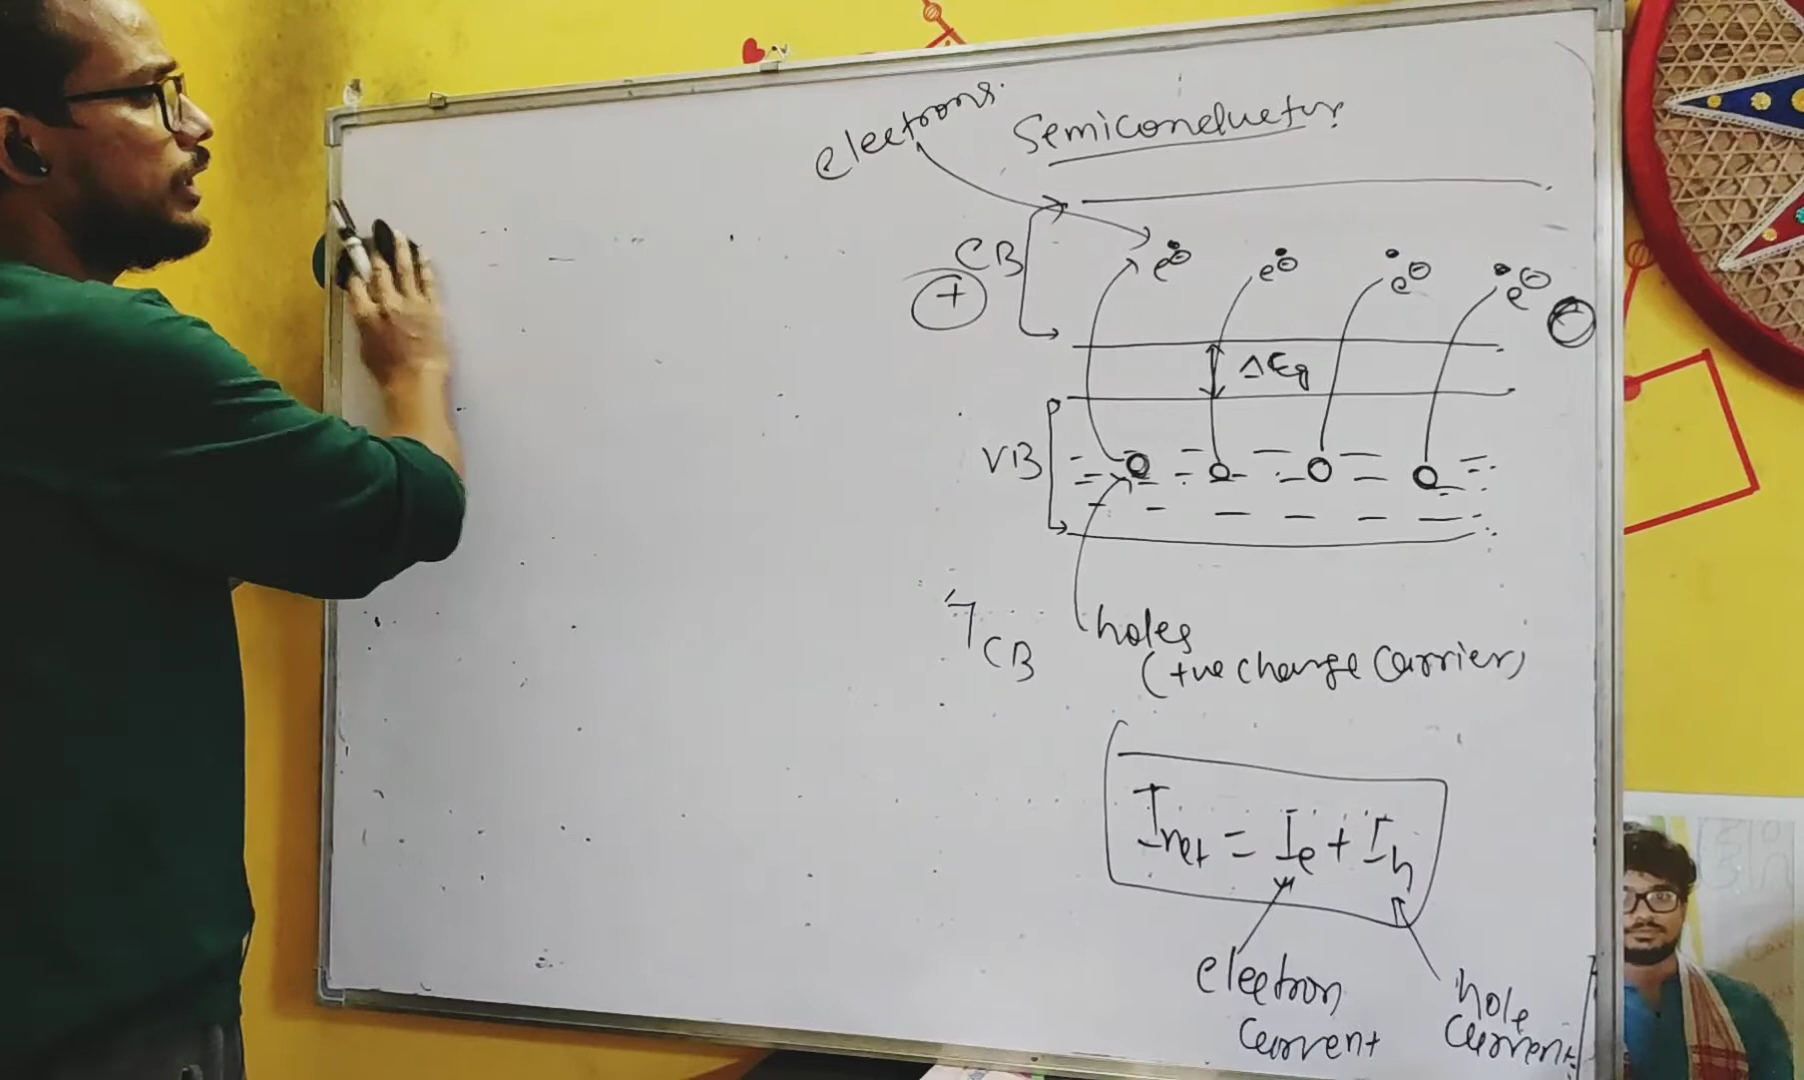 electrons.
Semiconductor
CB
+
e⊖ e⊖ e⊖ e⊖
ΔEg
VB
CB
holes
(+ve charge carrier)
Inet = Ie + Ih
electron
current
hole
current